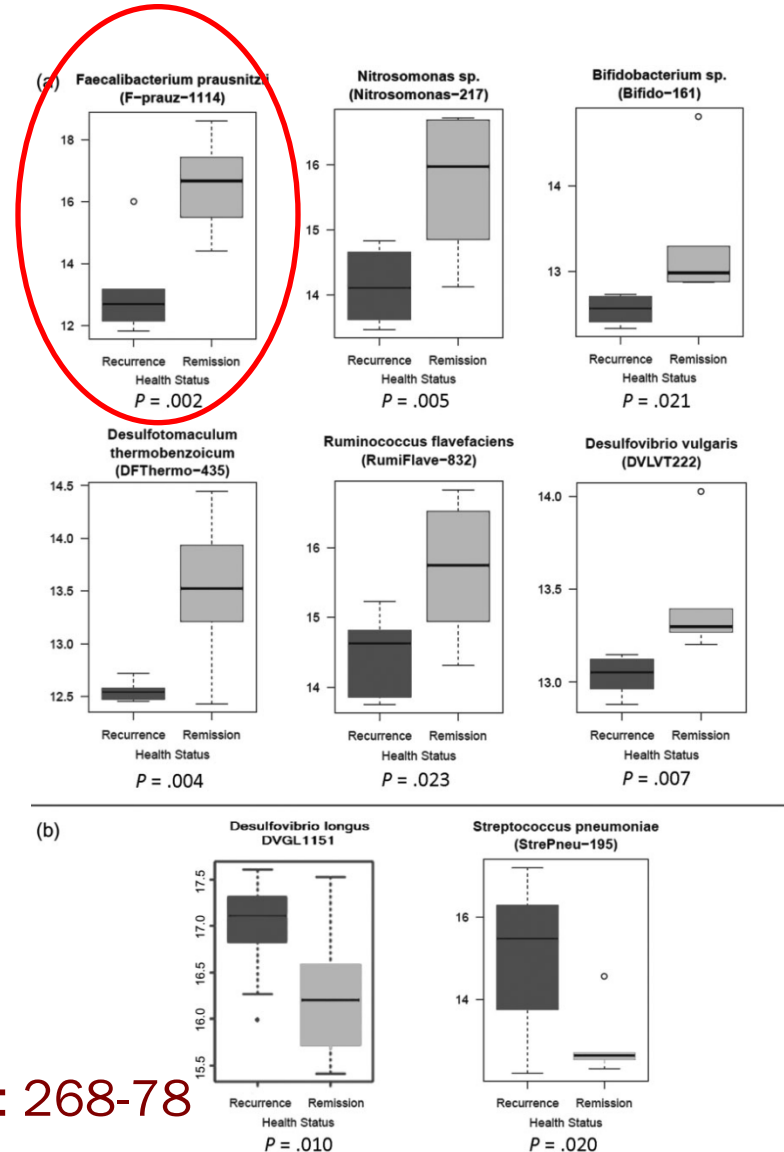 (a)
Faecalibacterium prausnitzii
(F-prauz-1114)
18
16
14
12
Recurrence Remission
Health Status
P = .002
Nitrosomonas sp.
(Nitrosomonas-217)
16
15
14
Recurrence Remission
Health Status
P = .005
Bifidobacterium sp.
(Bifido-161)
14
13
Recurrence Remission
Health Status
P = .021
Desulfotomaculum
thermobenzoicum
(DFThermo-435)
14.5
14.0
13.5
13.0
12.5
Recurrence Remission
Health Status
P = .004
Ruminococcus flavefaciens
(RumiFlave-832)
16
15
14
Recurrence Remission
Health Status
P = .023
Desulfovibrio vulgaris
(DVLVT222)
14.0
13.5
13.0
Recurrence Remission
Health Status
P = .007
(b)
Desulfovibrio longus
DVGL1151
17.5
17.0
16.5
16.0
15.5
Recurrence Remission
Health Status
P = .010
Streptococcus pneumoniae
(StrePneu-195)
16
14
Recurrence Remission
Health Status
P = .020
: 268-78